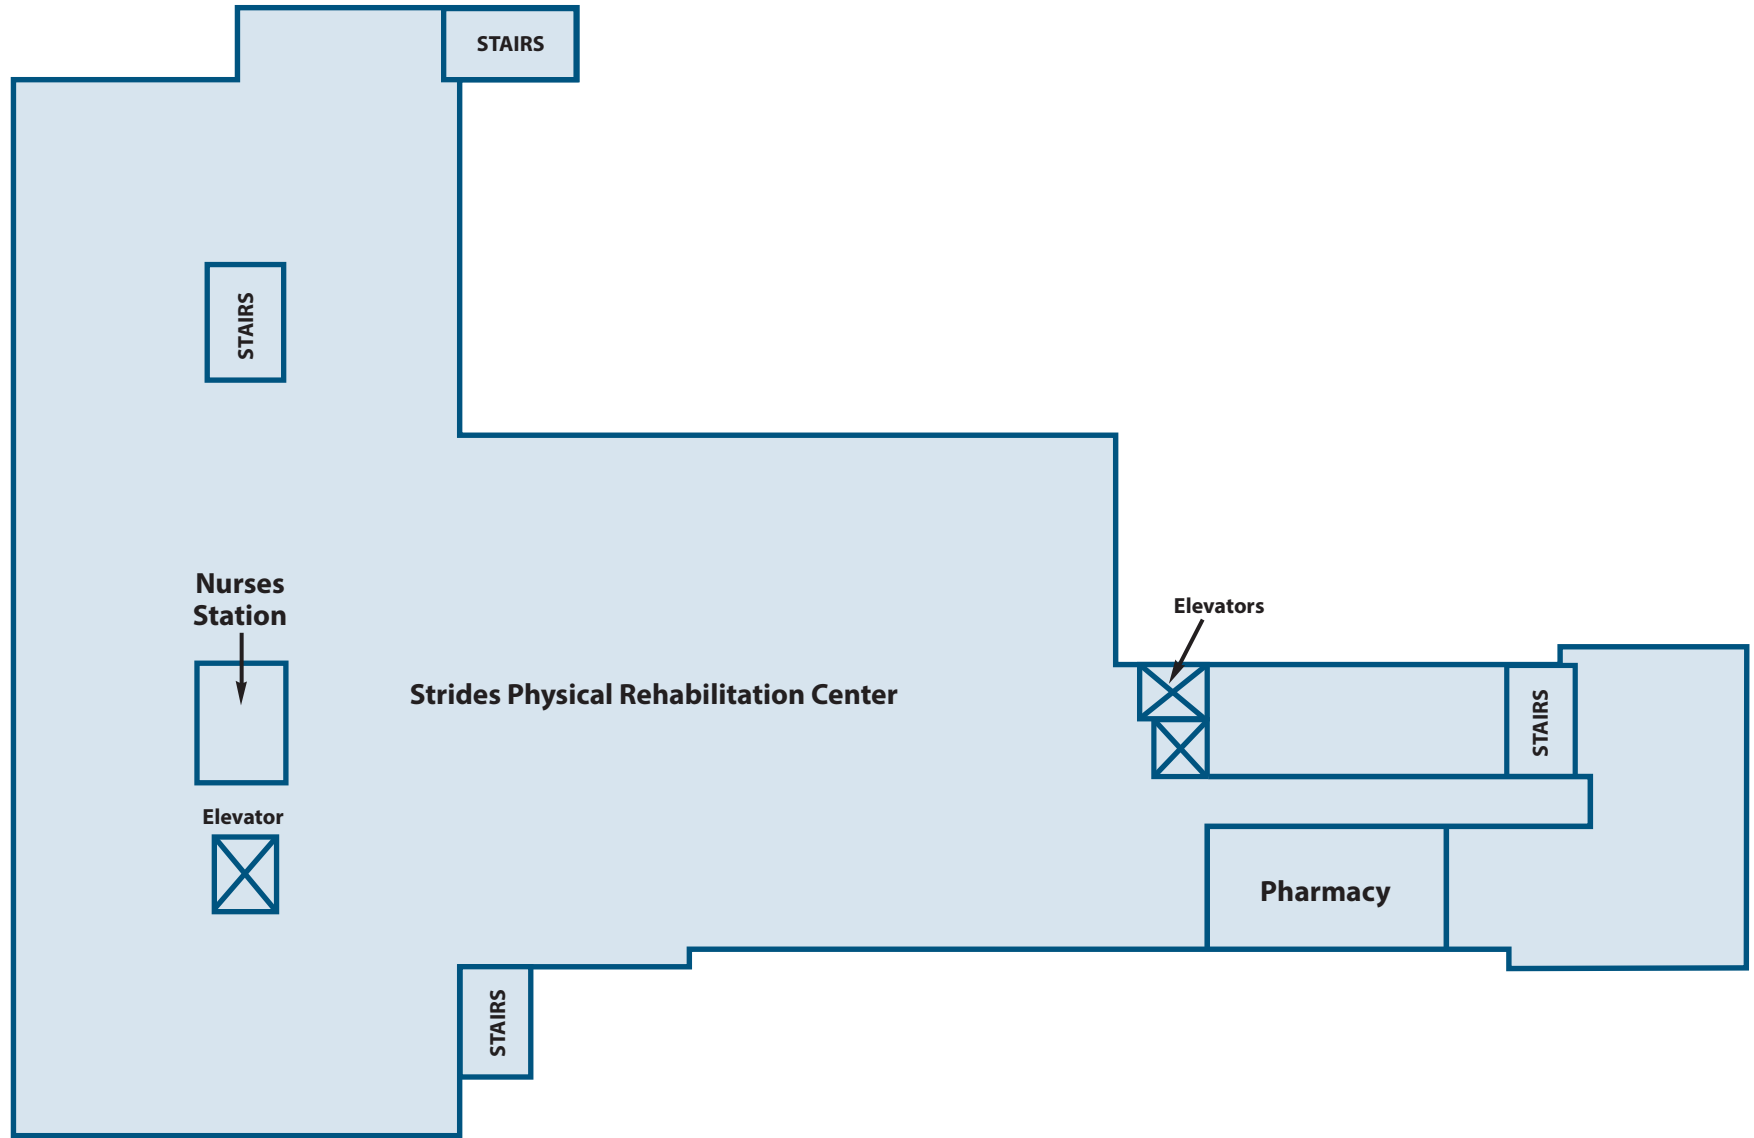 STAIRS
STAIRS
Nurses
Station
Elevators
Strides Physical Rehabilitation Center
STAIRS
Elevator
Pharmacy
STAIRS